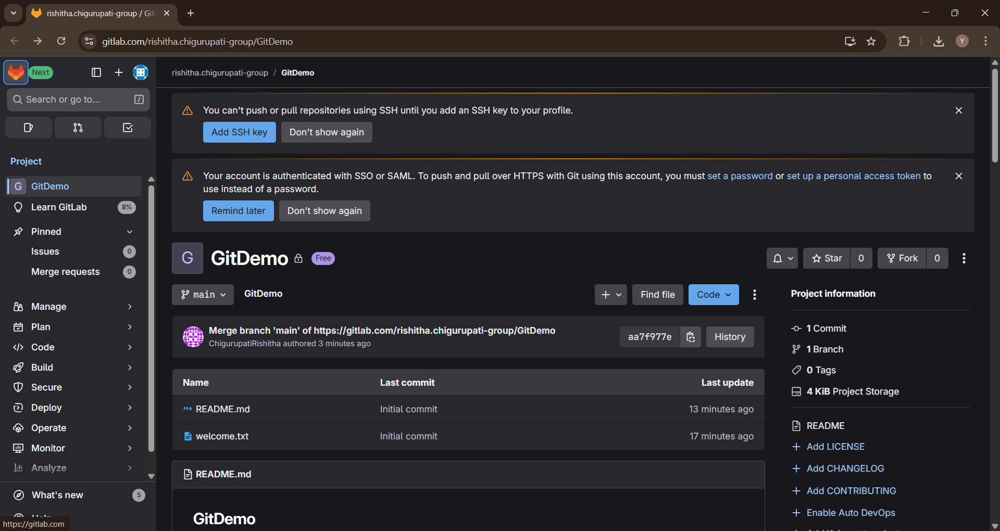 rishitha.chigurupati-group / Git
gitlab.com/rishitha.chigurupati-group/GitDemo
Y
Next
rishitha.chigurupati-group / GitDemo
Search or go to...
/
You can't push or pull repositories using SSH until you add an SSH key to your profile.
Add SSH key
Don't show again
Project
Your account is authenticated with SSO or SAML. To push and pull over HTTPS with Git using this account, you must set a password or set up a personal access token to
use instead of a password.
Remind later
Don't show again
G GitDemo
Learn GitLab 8%
Pinned
Issues 0
Merge requests 0
Manage
Plan
Code
Build
Secure
Deploy
Operate
Monitor
Analyze
What's new 5
https://gitlab.com
G GitDemo Free
Star 0
Fork 0
main
GitDemo
Find file
Code
Merge branch 'main' of https://gitlab.com/rishitha.chigurupati-group/GitDemo
ChigurupatiRishitha authored 3 minutes ago
aa7f977e
History
Name Last commit Last update
README.md Initial commit 13 minutes ago
welcome.txt Initial commit 17 minutes ago
README.md
GitDemo
Project information
1 Commit
1 Branch
0 Tags
4 KiB Project Storage
README
Add LICENSE
Add CHANGELOG
Add CONTRIBUTING
Enable Auto DevOps